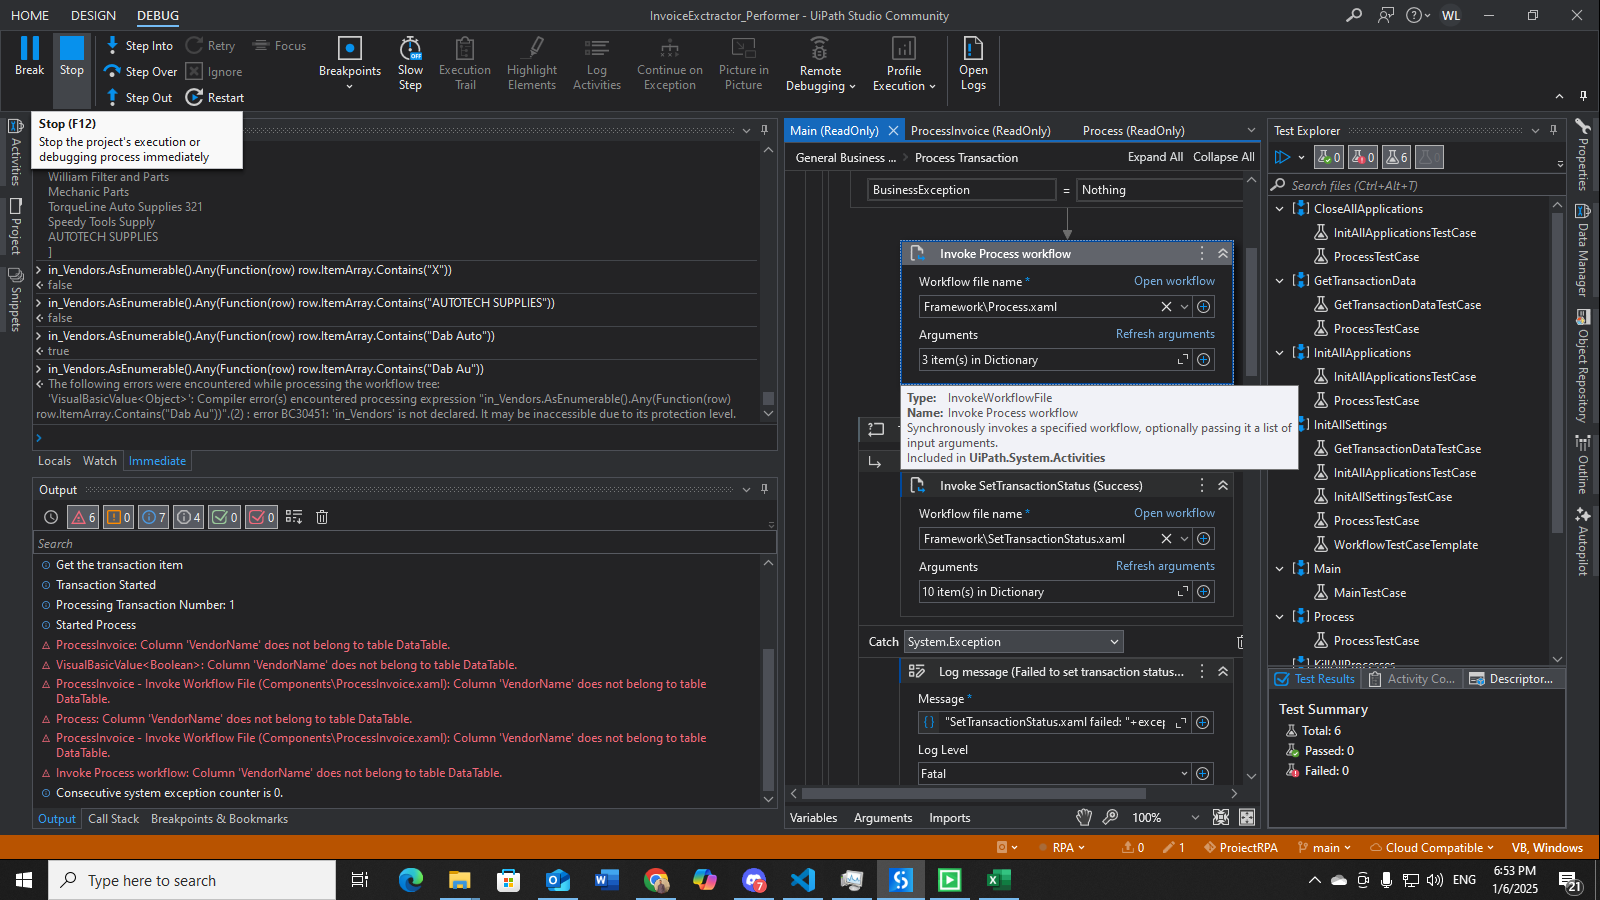 HOME
DESIGN
DEBUG
InvoiceExctractor_Performer - UiPath Studio Community
WL
Break
Stop
Step Into
Step Over
Step Out
Retry
Ignore
Restart
Focus
Breakpoints
Slow Step
Execution Trail
Highlight Elements
Log Activities
Continue on Exception
Picture in Picture
Remote Debugging
Profile Execution
Open Logs
Stop (F12)
Stop the project's execution or
debugging process immediately
Activities
Project
Snippets
William Filter and Parts
Mechanic Parts
TorqueLine Auto Supplies 321
Speedy Tools Supply
AUTOTECH SUPPLIES
]
in_Vendors.AsEnumerable().Any(Function(row) row.ItemArray.Contains("X"))
false
in_Vendors.AsEnumerable().Any(Function(row) row.ItemArray.Contains("AUTOTECH SUPPLIES"))
false
in_Vendors.AsEnumerable().Any(Function(row) row.ItemArray.Contains("Dab Auto"))
true
in_Vendors.AsEnumerable().Any(Function(row) row.ItemArray.Contains("Dab Au"))
The following errors were encountered while processing the workflow tree:
'VisualBasicValue<Object>': Compiler error(s) encountered processing expression "in_Vendors.AsEnumerable().Any(Function(row)
row.ItemArray.Contains("Dab Au"))".(2) : error BC30451: 'in_Vendors' is not declared. It may be inaccessible due to its protection level.
Locals
Watch
Immediate
Output
6
0
7
4
0
0
Search
Get the transaction item
Transaction Started
Processing Transaction Number: 1
Started Process
ProcessInvoice: Column 'VendorName' does not belong to table DataTable.
VisualBasicValue<Boolean>: Column 'VendorName' does not belong to table DataTable.
ProcessInvoice - Invoke Workflow File (Components\ProcessInvoice.xaml): Column 'VendorName' does not belong to table
DataTable.
Process: Column 'VendorName' does not belong to table DataTable.
ProcessInvoice - Invoke Workflow File (Components\ProcessInvoice.xaml): Column 'VendorName' does not belong to table
DataTable.
Invoke Process workflow: Column 'VendorName' does not belong to table DataTable.
Consecutive system exception counter is 0.
Output
Call Stack
Breakpoints & Bookmarks
Main (ReadOnly)
ProcessInvoice (ReadOnly)
Process (ReadOnly)
General Business ...
Process Transaction
Expand All
Collapse All
BusinessException
=
Nothing
Invoke Process workflow
Workflow file name *
Open workflow
Framework\Process.xaml
Arguments
Refresh arguments
3 item(s) in Dictionary
Type: InvokeWorkflowFile
Name: Invoke Process workflow
Synchronously invokes a specified workflow, optionally passing it a list of
input arguments.
Included in UiPath.System.Activities
Invoke SetTransactionStatus (Success)
Workflow file name *
Open workflow
Framework\SetTransactionStatus.xaml
Arguments
Refresh arguments
10 item(s) in Dictionary
Catch
System.Exception
Log message (Failed to set transaction status...
Message *
"SetTransactionStatus.xaml failed: "+excep
Log Level
Fatal
Variables
Arguments
Imports
100%
Test Explorer
0
0
6
0
Search files (Ctrl+Alt+T)
CloseAllApplications
InitAllApplicationsTestCase
ProcessTestCase
GetTransactionData
GetTransactionDataTestCase
ProcessTestCase
InitAllApplications
InitAllApplicationsTestCase
ProcessTestCase
InitAllSettings
GetTransactionDataTestCase
InitAllApplicationsTestCase
InitAllSettingsTestCase
ProcessTestCase
WorkflowTestCaseTemplate
Main
MainTestCase
Process
ProcessTestCase
KillAllProcesses
Test Results
Activity Co...
Descriptor...
Test Summary
Total: 6
Passed: 0
Failed: 0
Properties
Data Manager
Object Repository
Outline
Autopilot
RPA
0
1
ProiectRPA
main
Cloud Compatible
VB, Windows
Type here to search
7
ENG
6:53 PM
1/6/2025
21